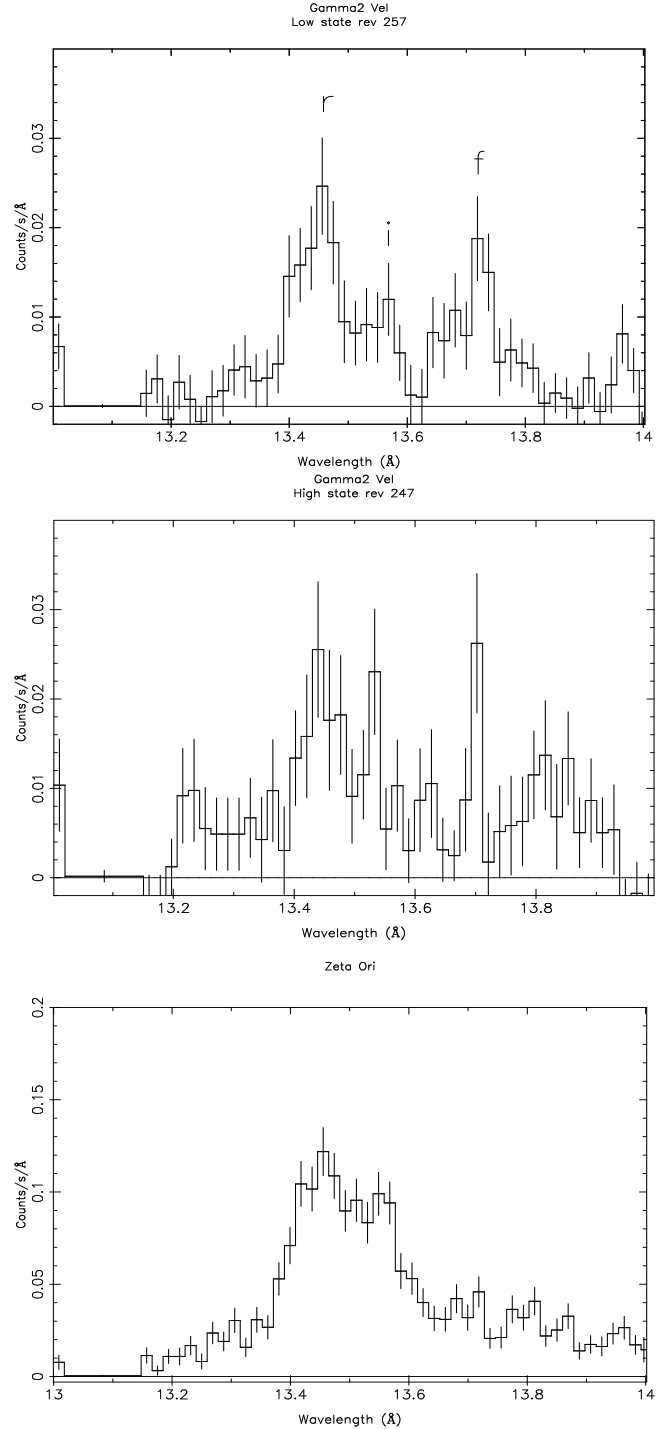 Gamma2 Vel
Low state rev 257
r
f
i
Counts/s/Å
0.03
0.02
0.01
0
13.2 13.4 13.6 13.8 14
Wavelength (Å)
Gamma2 Vel
High state rev 247
Counts/s/Å
0.03
0.02
0.01
0
13.2 13.4 13.6 13.8
Wavelength (Å)
Zeta Ori
Counts/s/Å
0.2
0.15
0.1
0.05
0
13 13.2 13.4 13.6 13.8 14
Wavelength (Å)